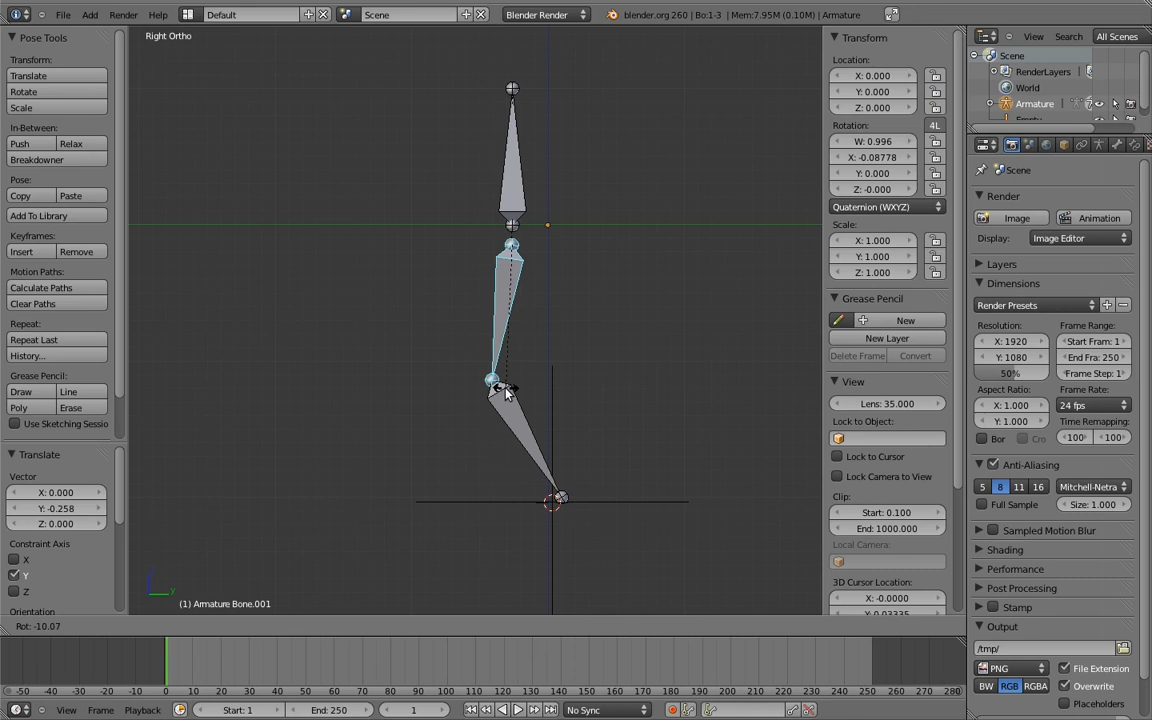 File Add Render Help Default Scene Blender Render blender.org 260 | Bo:1-3 | Mem:7.95M (0.10M) | Armature
Pose Tools
Transform:
Translate
Rotate
Scale
In-Between:
Push Relax
Breakdowner
Pose:
Copy Paste
Add To Library
Keyframes:
Insert Remove
Motion Paths:
Calculate Paths
Clear Paths
Repeat:
Repeat Last
History...
Grease Pencil:
Draw Line
Poly Erase
Use Sketching Sessio
Translate
Vector
X: 0.000
Y: -0.258
Z: 0.000
Constraint Axis
X
Y
Z
Orientation
Right Ortho
y
(1) Armature Bone.001
Rot: -10.07
Transform
Location:
X: 0.000
Y: 0.000
Z: 0.000
Rotation: 4L
W: 0.996
X: -0.08778
Y: 0.000
Z: -0.000
Quaternion (WXYZ)
Scale:
X: 1.000
Y: 1.000
Z: 1.000
Grease Pencil
New
New Layer
Delete Frame Convert
View
Lens: 35.000
Lock to Object:
Lock to Cursor
Lock Camera to View
Clip:
Start: 0.100
End: 1000.000
Local Camera:
3D Cursor Location:
X: -0.0000
Y: 0.03335
View Search All Scenes
Scene
RenderLayers
World
Armature
Empty
Scene
Render
Image Animation
Display: Image Editor
Layers
Dimensions
Render Presets
Resolution: Frame Range:
X: 1920 Start Fram: 1
Y: 1080 End Fra: 250
50% Frame Step: 1
Aspect Ratio: Frame Rate:
X: 1.000 24 fps
Y: 1.000 Time Remapping:
Bor Cro 100 100
Anti-Aliasing
5 8 11 16 Mitchell-Netra
Full Sample Size: 1.000
Sampled Motion Blur
Shading
Performance
Post Processing
Stamp
Output
/tmp/
PNG File Extension
BW RGB RGBA Overwrite
Placeholders
-50 -40 -30 -20 -10 0 10 20 30 40 50 60 70 80 90 100 110 120 130 140 150 160 170 180 190 200 210 220 230 240 250 260 270 280
View Frame Playback Start: 1 End: 250 1 No Sync